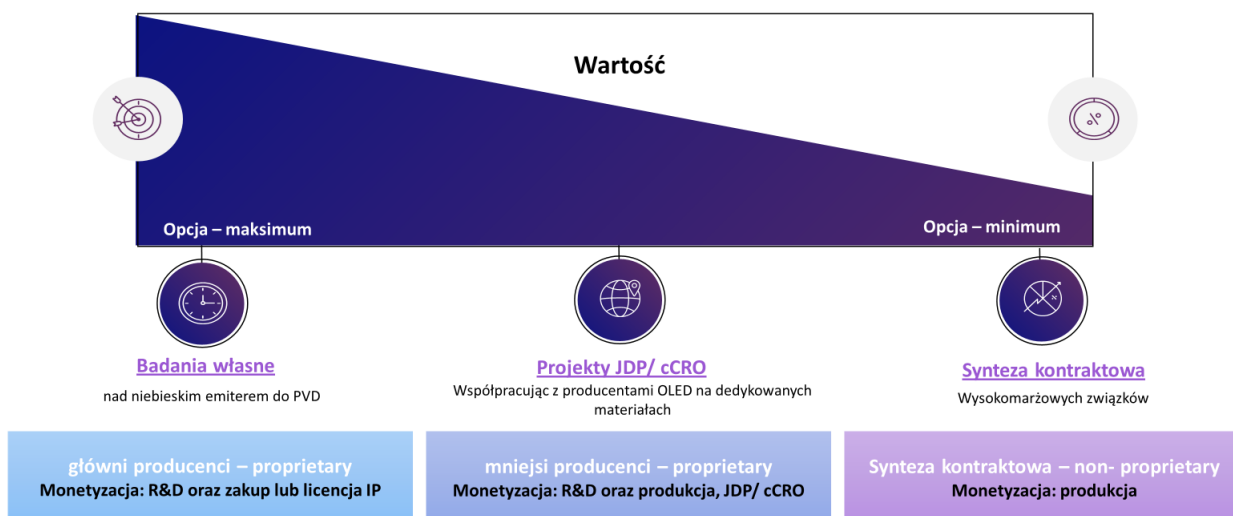 Wartość
Opcja – maksimum
Opcja – minimum
Badania własne
nad niebieskim emiterem do PVD
Projekty JDP/ cCRO
Współpracując z producentami OLED na dedykowanych
materiałach
Synteza kontraktowa
Wysokomarżowych związków
główni producenci – proprietary
Monetyzacja: R&D oraz zakup lub licencja IP
mniejsi producenci – proprietary
Monetyzacja: R&D oraz produkcja, JDP/ cCRO
Synteza kontraktowa – non- proprietary
Monetyzacja: produkcja